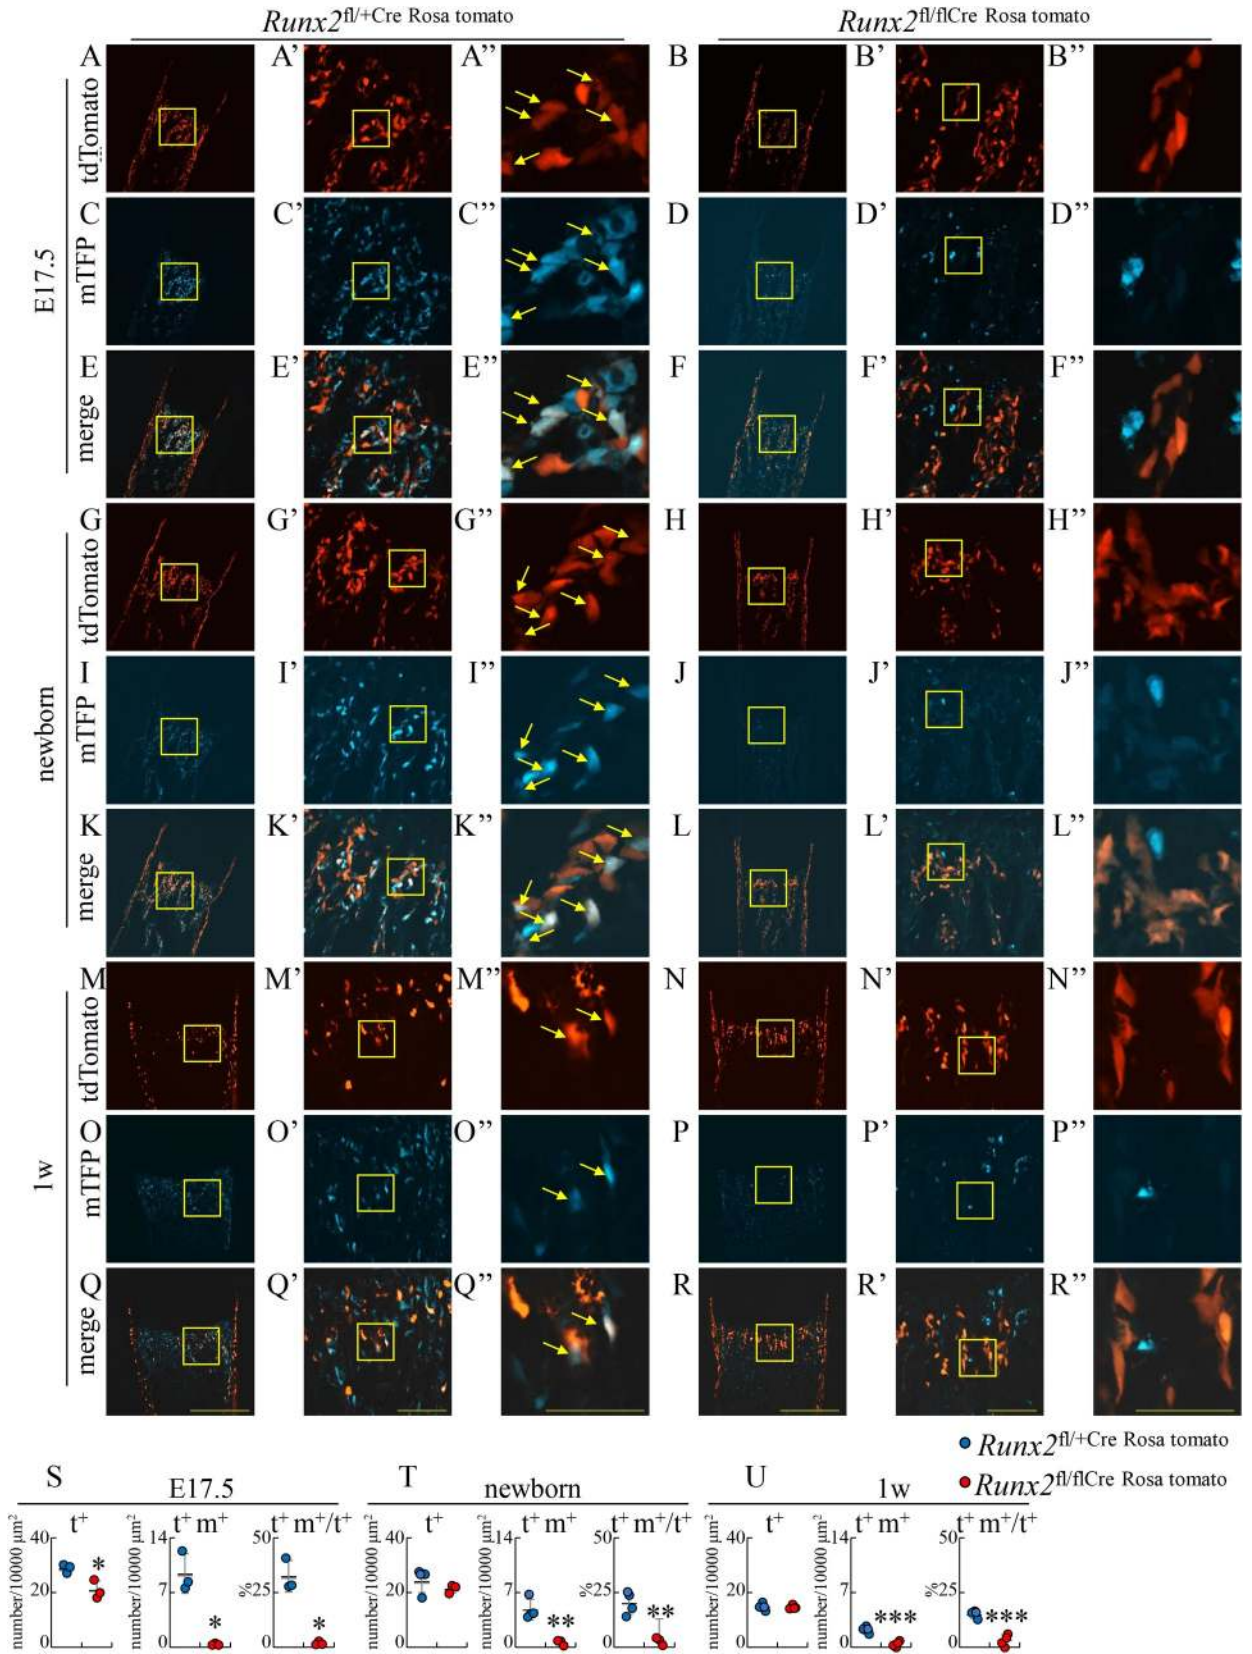 Runx2fl/+Cre Rosa tomato Runx2fl/flCre Rosa tomato
A A’ A’’ B B’ B’’
tdTomato
C C’ C’’ D D’ D’’
E17.5
mTFP
E E’ E’’ F F’ F’’
merge
G G’ G’’ H H’ H’’
tdTomato
I I’ I’’ J J’ J’’
newborn
mTFP
K K’ K’’ L L’ L’’
merge
M M’ M’’ N N’ N’’
tdTomato
O O’ O’’ P P’ P’’
1w
mTFP
Q Q’ Q’’ R R’ R’’
merge
Runx2fl/+Cre Rosa tomato
Runx2fl/flCre Rosa tomato
S E17.5 T newborn U 1w
t+ t+ m+ t+ m+/t+ t+ t+ m+ t+ m+/t+ t+ t+ m+ t+ m+/t+
40 14 50 40 14 50 40 14 50
number/10000 μm2 number/10000 μm2 % number/10000 μm2 number/10000 μm2 % number/10000 μm2 number/10000 μm2 %
20 7 25 20 7 25 20 7 25
* * * ** ** *** ***
0 0 0 0 0 0 0 0 0